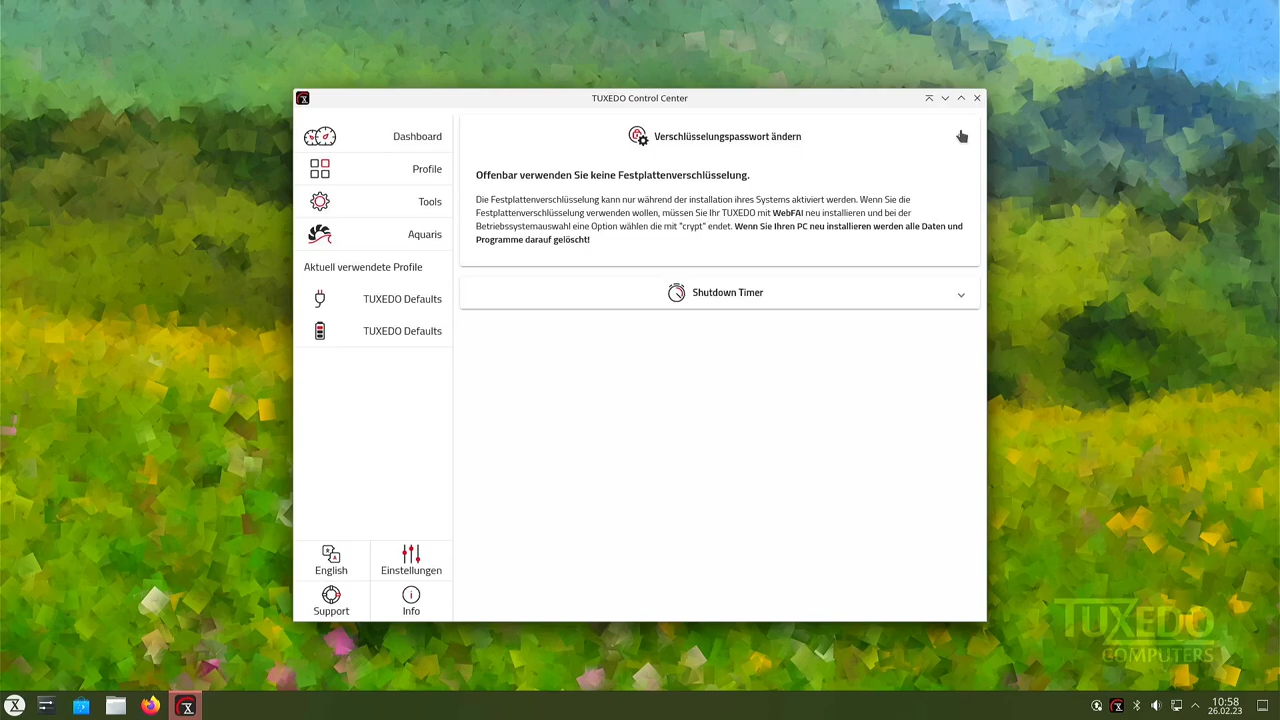 TUXEDO Control Center
Dashboard
Profile
Tools
Aquaris
Aktuell verwendete Profile
TUXEDO Defaults
TUXEDO Defaults
English
Einstellungen
Support
Info
Verschlüsselungspasswort ändern
Offenbar verwenden Sie keine Festplattenverschlüsselung.
Die Festplattenverschlüsselung kann nur während der installation ihres Systems aktiviert werden. Wenn Sie die
Festplattenverschlüsselung verwenden wollen, müssen Sie Ihr TUXEDO mit WebFAI neu installieren und bei der
Betriebssystemauswahl eine Option wählen die mit "crypt" endet. Wenn Sie Ihren PC neu installieren werden alle Daten und
Programme darauf gelöscht!
Shutdown Timer
TUXEDO
COMPUTERS
10:58
26.02.23